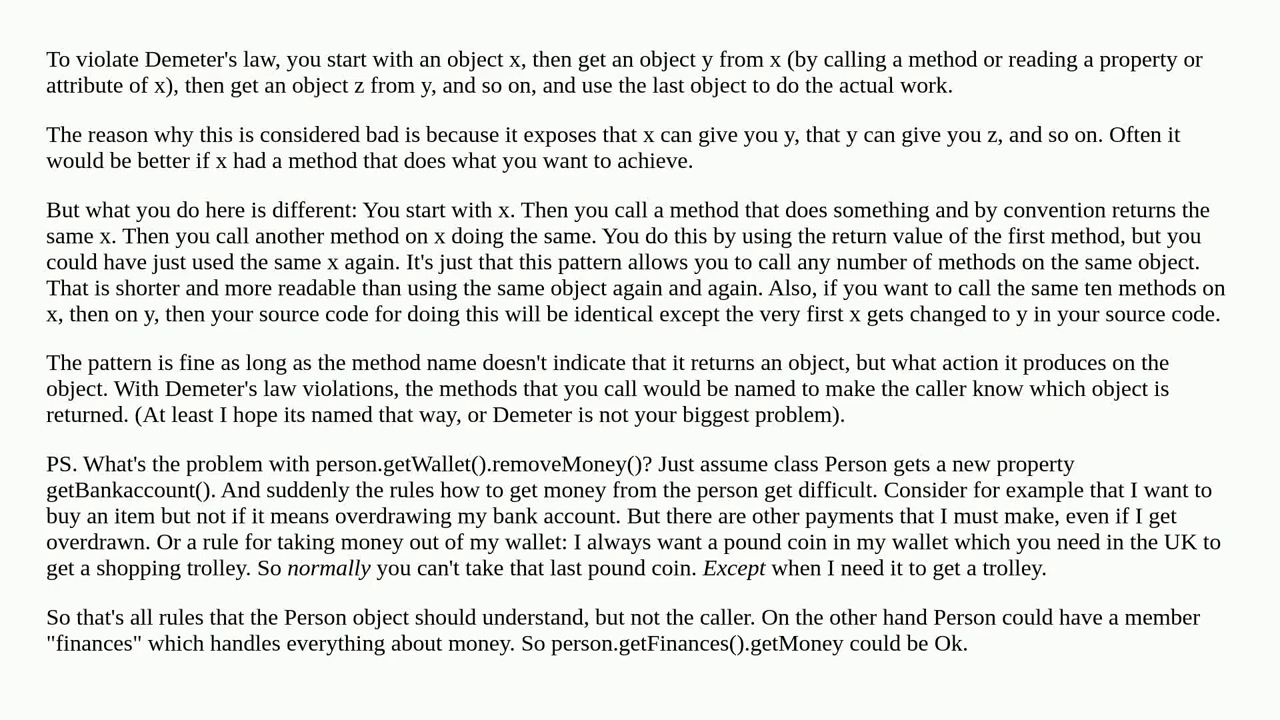 To violate Demeter's law, you start with an object x, then get an object y from x (by calling a method or reading a property or
attribute of x), then get an object z from y, and so on, and use the last object to do the actual work.
The reason why this is considered bad is because it exposes that x can give you y, that y can give you z, and so on. Often it
would be better if x had a method that does what you want to achieve.
But what you do here is different: You start with x. Then you call a method that does something and by convention returns the
same x. Then you call another method on x doing the same. You do this by using the return value of the first method, but you
could have just used the same x again. It's just that this pattern allows you to call any number of methods on the same object.
That is shorter and more readable than using the same object again and again. Also, if you want to call the same ten methods on
x, then on y, then your source code for doing this will be identical except the very first x gets changed to y in your source code.
The pattern is fine as long as the method name doesn't indicate that it returns an object, but what action it produces on the
object. With Demeter's law violations, the methods that you call would be named to make the caller know which object is
returned. (At least I hope its named that way, or Demeter is not your biggest problem).
PS. What's the problem with person.getWallet().removeMoney()? Just assume class Person gets a new property
getBankaccount(). And suddenly the rules how to get money from the person get difficult. Consider for example that I want to
buy an item but not if it means overdrawing my bank account. But there are other payments that I must make, even if I get
overdrawn. Or a rule for taking money out of my wallet: I always want a pound coin in my wallet which you need in the UK to
get a shopping trolley. So normally you can't take that last pound coin. Except when I need it to get a trolley.
So that's all rules that the Person object should understand, but not the caller. On the other hand Person could have a member
"finances" which handles everything about money. So person.getFinances().getMoney could be Ok.